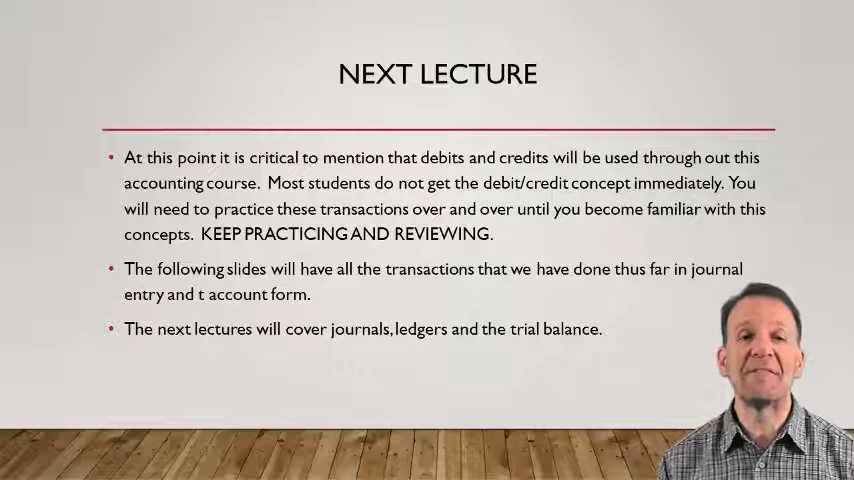 NEXT LECTURE
• At this point it is critical to mention that debits and credits will be used through out this
accounting course. Most students do not get the debit/credit concept immediately. You
will need to practice these transactions over and over until you become familiar with this
concepts. KEEP PRACTICING AND REVIEWING.
• The following slides will have all the transactions that we have done thus far in journal
entry and t account form.
• The next lectures will cover journals, ledgers and the trial balance.